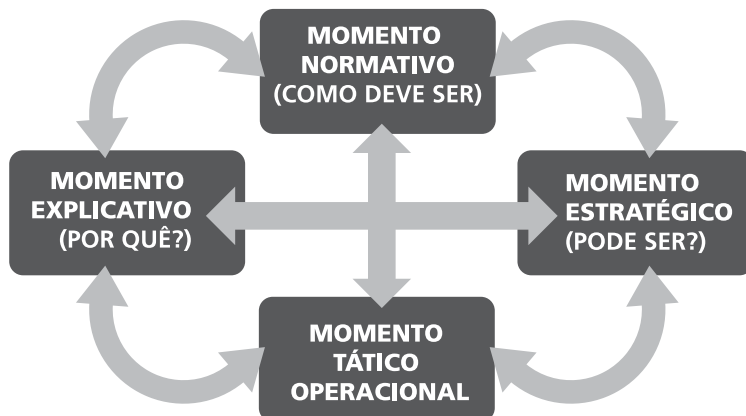 MOMENTO
NORMATIVO
(COMO DEVE SER)
MOMENTO
EXPLICATIVO
(POR QUÊ?)
MOMENTO
ESTRATÉGICO
(PODE SER?)
MOMENTO
TÁTICO
OPERACIONAL